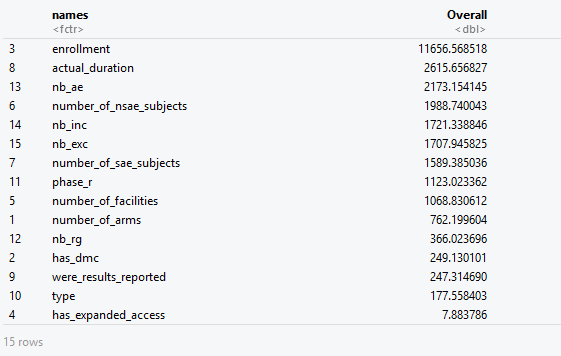 names Overall
<fctr> <dbl>
3 enrollment 11656.568518
8 actual_duration 2615.656827
13 nb_ae 2173.154145
6 number_of_nsae_subjects 1988.740043
14 nb_inc 1721.338846
15 nb_exc 1707.945825
7 number_of_sae_subjects 1589.385036
11 phase_r 1123.023362
5 number_of_facilities 1068.830612
1 number_of_arms 762.199604
12 nb_rg 366.023696
2 has_dmc 249.130101
9 were_results_reported 247.314690
10 type 177.558403
4 has_expanded_access 7.883786
15 rows